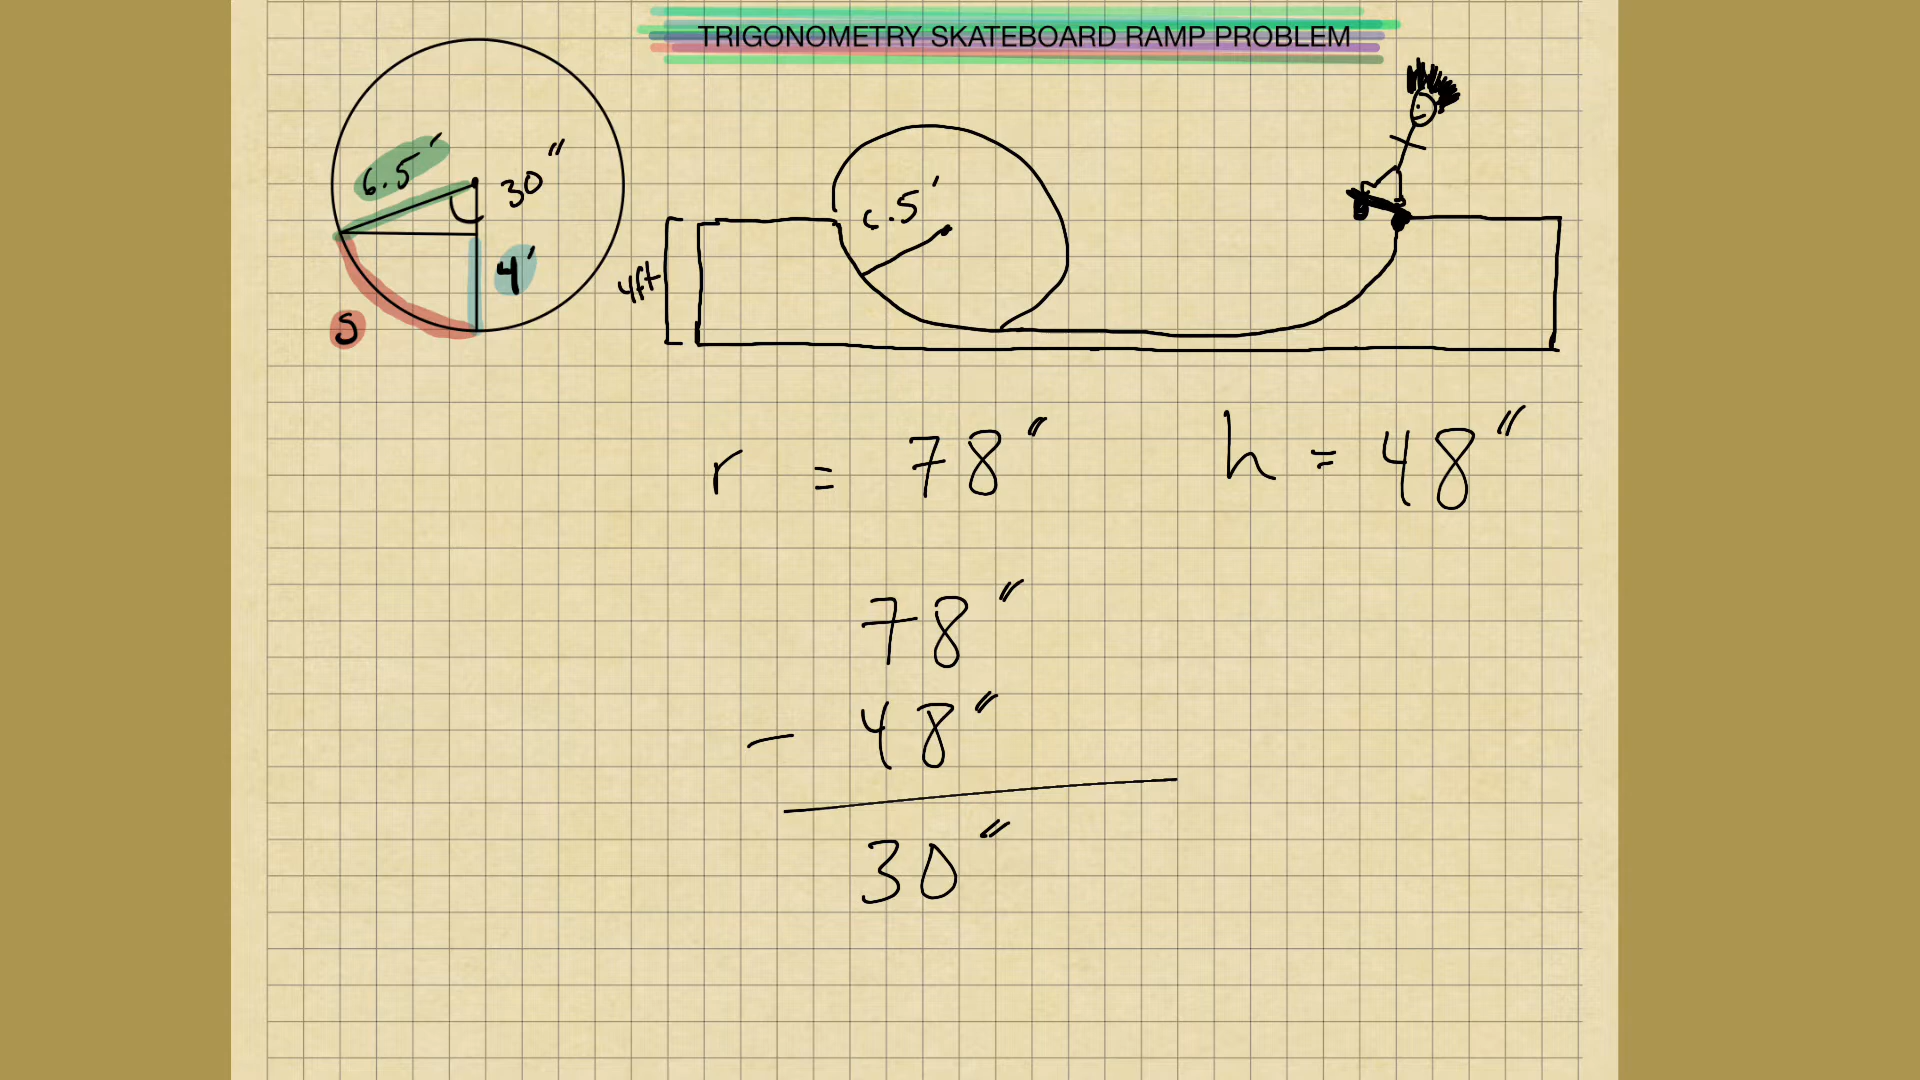 TRIGONOMETRY SKATEBOARD RAMP PROBLEM
6.5'
30"
4'
S
6.5'
4ft
r = 78"
h = 48"
78"
- 48"
30"